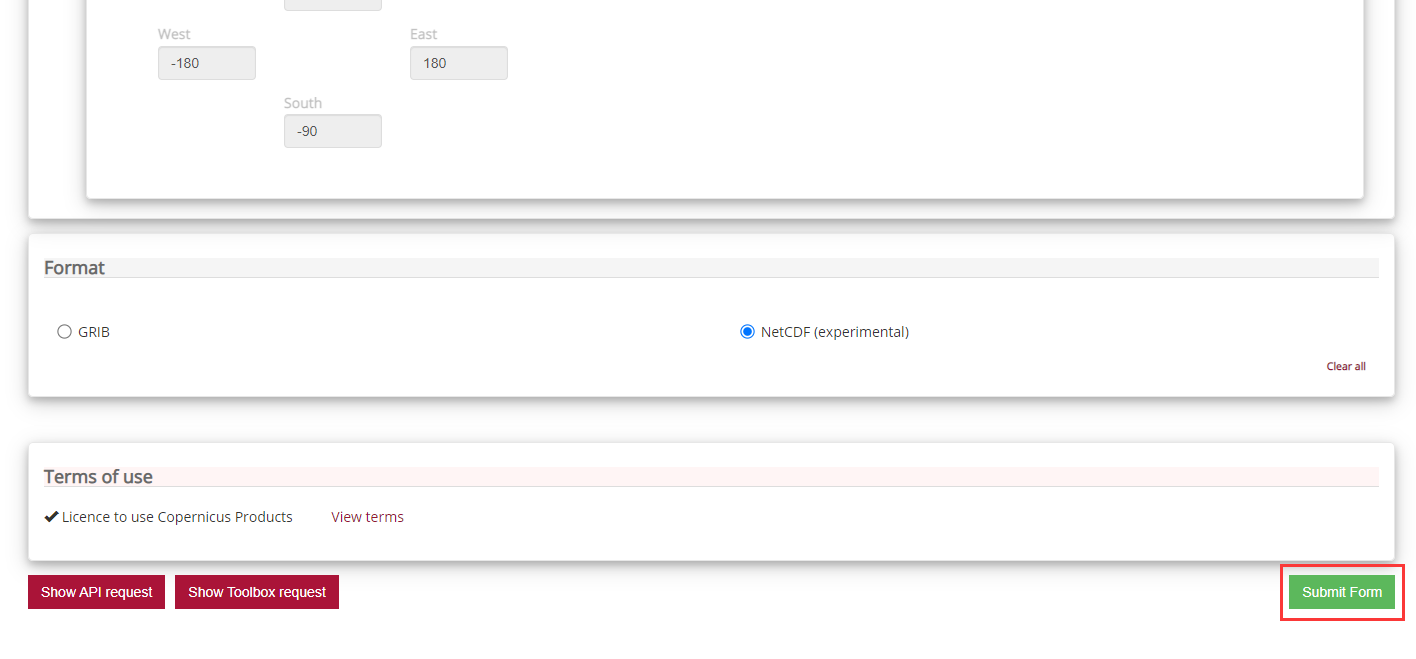 West East
-180 180
South
-90
Format
GRIB NetCDF (experimental)
Clear all
Terms of use
Licence to use Copernicus Products View terms
Show API request Show Toolbox request Submit Form